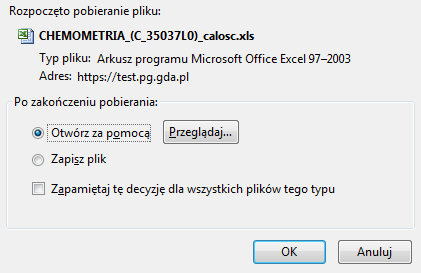 Rozpoczęto pobieranie pliku:
CHEMOMETRIA_(C_35037L0)_calosc.xls
Typ pliku: Arkusz programu Microsoft Office Excel 97–2003
Adres: https://test.pg.gda.pl
Po zakończeniu pobierania:
Otwórz za pomocą Przeglądaj...
Zapisz plik
Zapamiętaj tę decyzję dla wszystkich plików tego typu
OK Anuluj